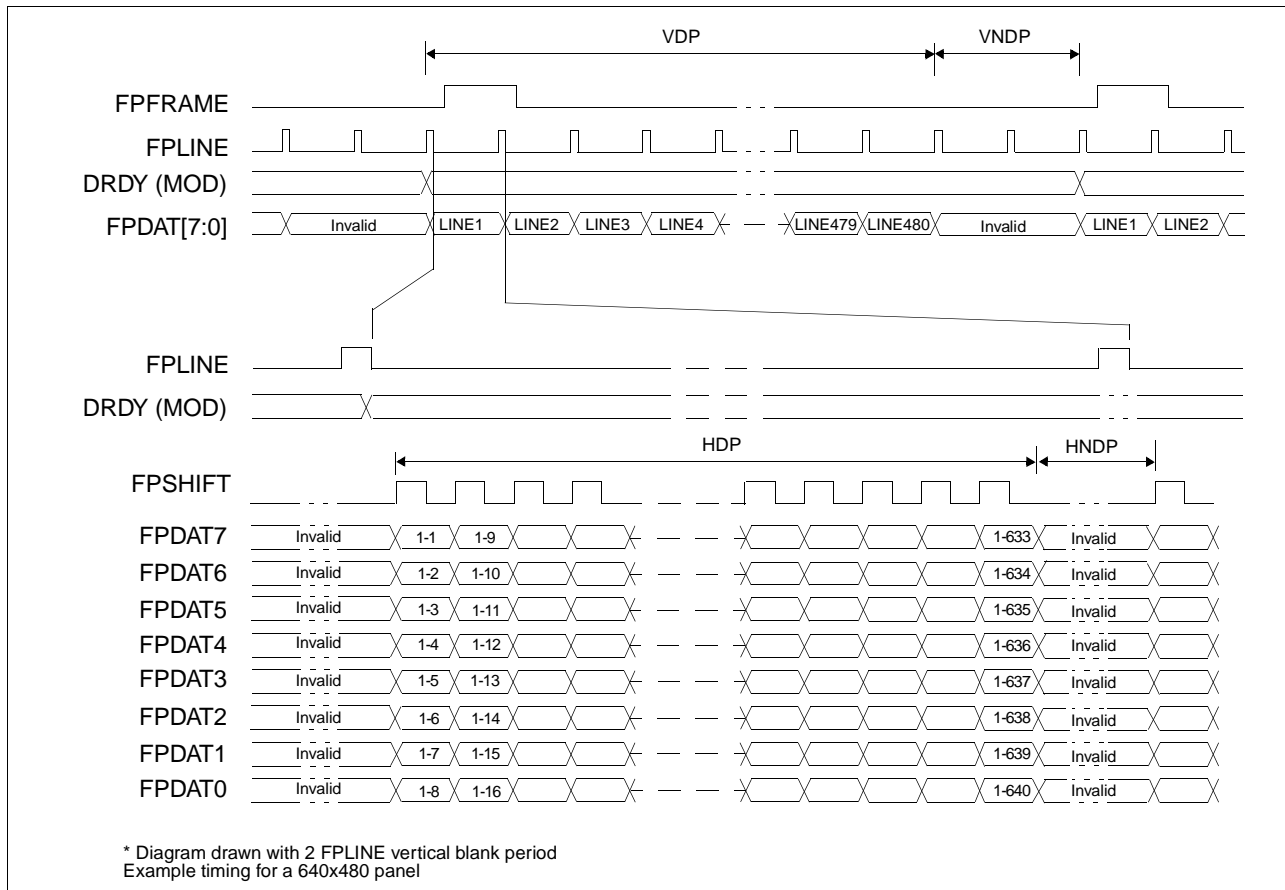 VDP VNDP
FPFRAME
FPLINE
DRDY (MOD)
FPDAT[7:0] Invalid LINE1 LINE2 LINE3 LINE4 LINE479 LINE480 Invalid LINE1 LINE2
FPLINE
DRDY (MOD)
HDP HNDP
FPSHIFT
FPDAT7 Invalid 1-1 1-9 1-633 Invalid
FPDAT6 Invalid 1-2 1-10 1-634 Invalid
FPDAT5 Invalid 1-3 1-11 1-635 Invalid
FPDAT4 Invalid 1-4 1-12 1-636 Invalid
FPDAT3 Invalid 1-5 1-13 1-637 Invalid
FPDAT2 Invalid 1-6 1-14 1-638 Invalid
FPDAT1 Invalid 1-7 1-15 1-639 Invalid
FPDAT0 Invalid 1-8 1-16 1-640 Invalid
* Diagram drawn with 2 FPLINE vertical blank period
Example timing for a 640x480 panel